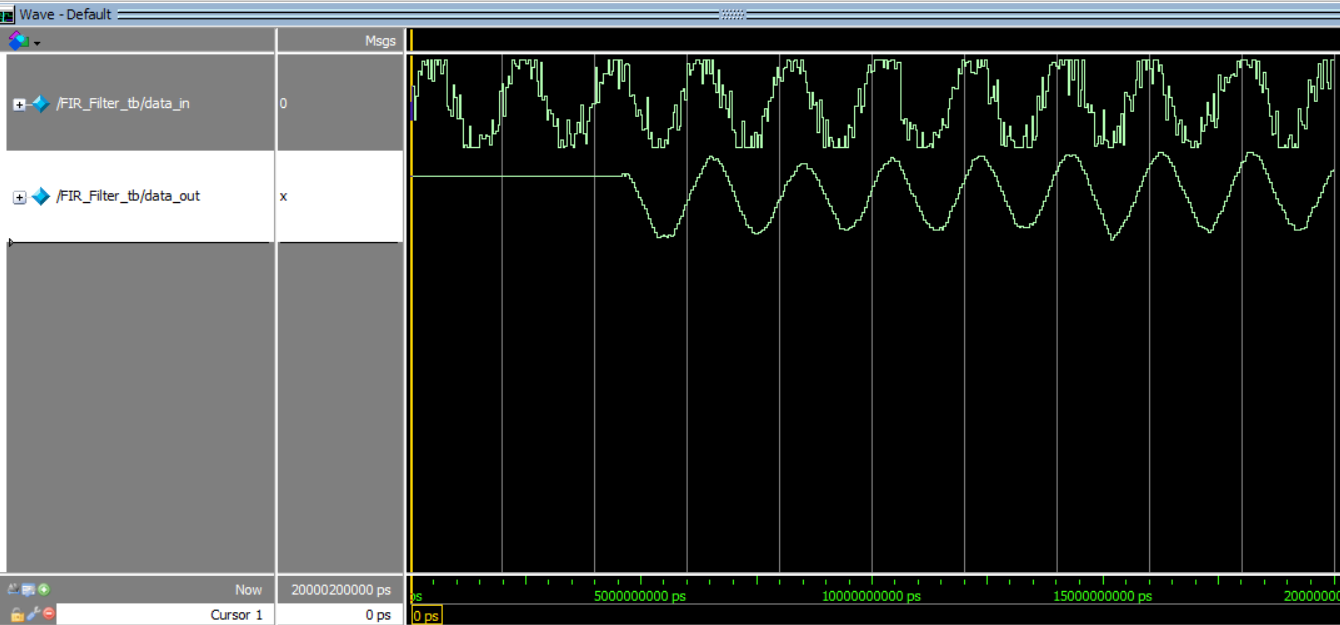 Wave - Default
Msgs
/FIR_Filter_tb/data_in 0
/FIR_Filter_tb/data_out x
Now 20000200000 ps
ps 5000000000 ps 10000000000 ps 15000000000 ps
Cursor 1 0 ps 0 ps